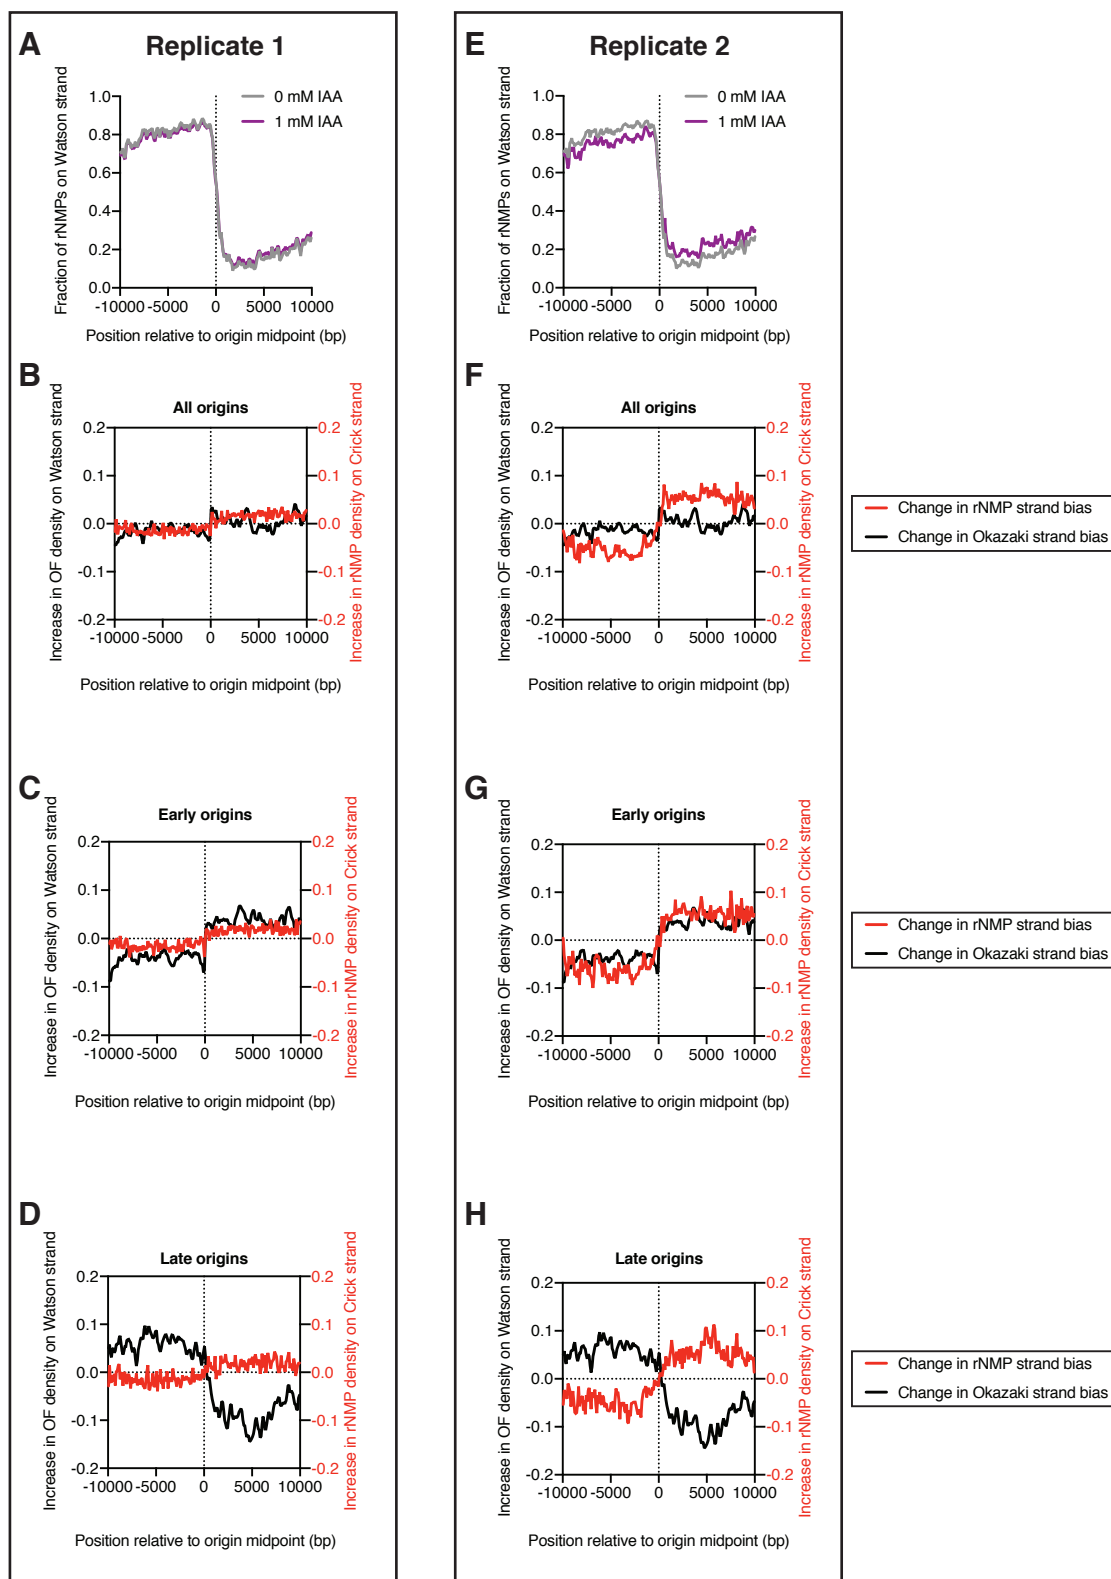 A
Replicate 1
0 mM IAA
1 mM IAA
Fraction of rNMPs on Watson strand
1.0
0.8
0.6
0.4
0.2
0.0
-10000 -5000 0 5000 10000
Position relative to origin midpoint (bp)
B
All origins
Increase in OF density on Watson strand
Increase in rNMP density on Crick strand
0.2 0.2
0.1 0.1
0.0 0.0
-0.1 -0.1
-0.2 -0.2
-10000 -5000 0 5000 10000
Position relative to origin midpoint (bp)
C
Early origins
Increase in OF density on Watson strand
Increase in rNMP density on Crick strand
0.2 0.2
0.1 0.1
0.0 0.0
-0.1 -0.1
-0.2 -0.2
-10000 -5000 0 5000 10000
Position relative to origin midpoint (bp)
D
Late origins
Increase in OF density on Watson strand
Increase in rNMP density on Crick strand
0.2 0.2
0.1 0.1
0.0 0.0
-0.1 -0.1
-0.2 -0.2
-10000 -5000 0 5000 10000
Position relative to origin midpoint (bp)
E
Replicate 2
0 mM IAA
1 mM IAA
Fraction of rNMPs on Watson strand
1.0
0.8
0.6
0.4
0.2
0.0
-10000 -5000 0 5000 10000
Position relative to origin midpoint (bp)
F
All origins
Increase in OF density on Watson strand
Increase in rNMP density on Crick strand
0.2 0.2
0.1 0.1
0.0 0.0
-0.1 -0.1
-0.2 -0.2
-10000 -5000 0 5000 10000
Position relative to origin midpoint (bp)
Change in rNMP strand bias
Change in Okazaki strand bias
G
Early origins
Increase in OF density on Watson strand
Increase in rNMP density on Crick strand
0.2 0.2
0.1 0.1
0.0 0.0
-0.1 -0.1
-0.2 -0.2
-10000 -5000 0 5000 10000
Position relative to origin midpoint (bp)
Change in rNMP strand bias
Change in Okazaki strand bias
H
Late origins
Increase in OF density on Watson strand
Increase in rNMP density on Crick strand
0.2 0.2
0.1 0.1
0.0 0.0
-0.1 -0.1
-0.2 -0.2
-10000 -5000 0 5000 10000
Position relative to origin midpoint (bp)
Change in rNMP strand bias
Change in Okazaki strand bias